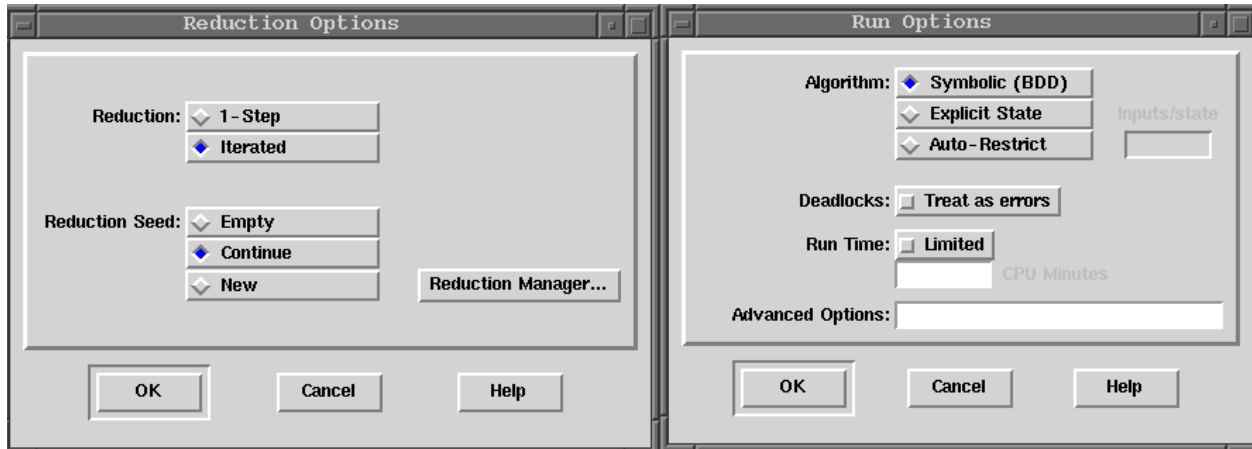 Reduction Options
Reduction:
1-Step
Iterated
Reduction Seed:
Empty
Continue
New
Reduction Manager...
OK
Cancel
Help
Run Options
Algorithm:
Symbolic (BDD)
Explicit State
Auto-Restrict
Inputs/state
Deadlocks:
Treat as errors
Run Time:
Limited
CPU Minutes
Advanced Options:
OK
Cancel
Help